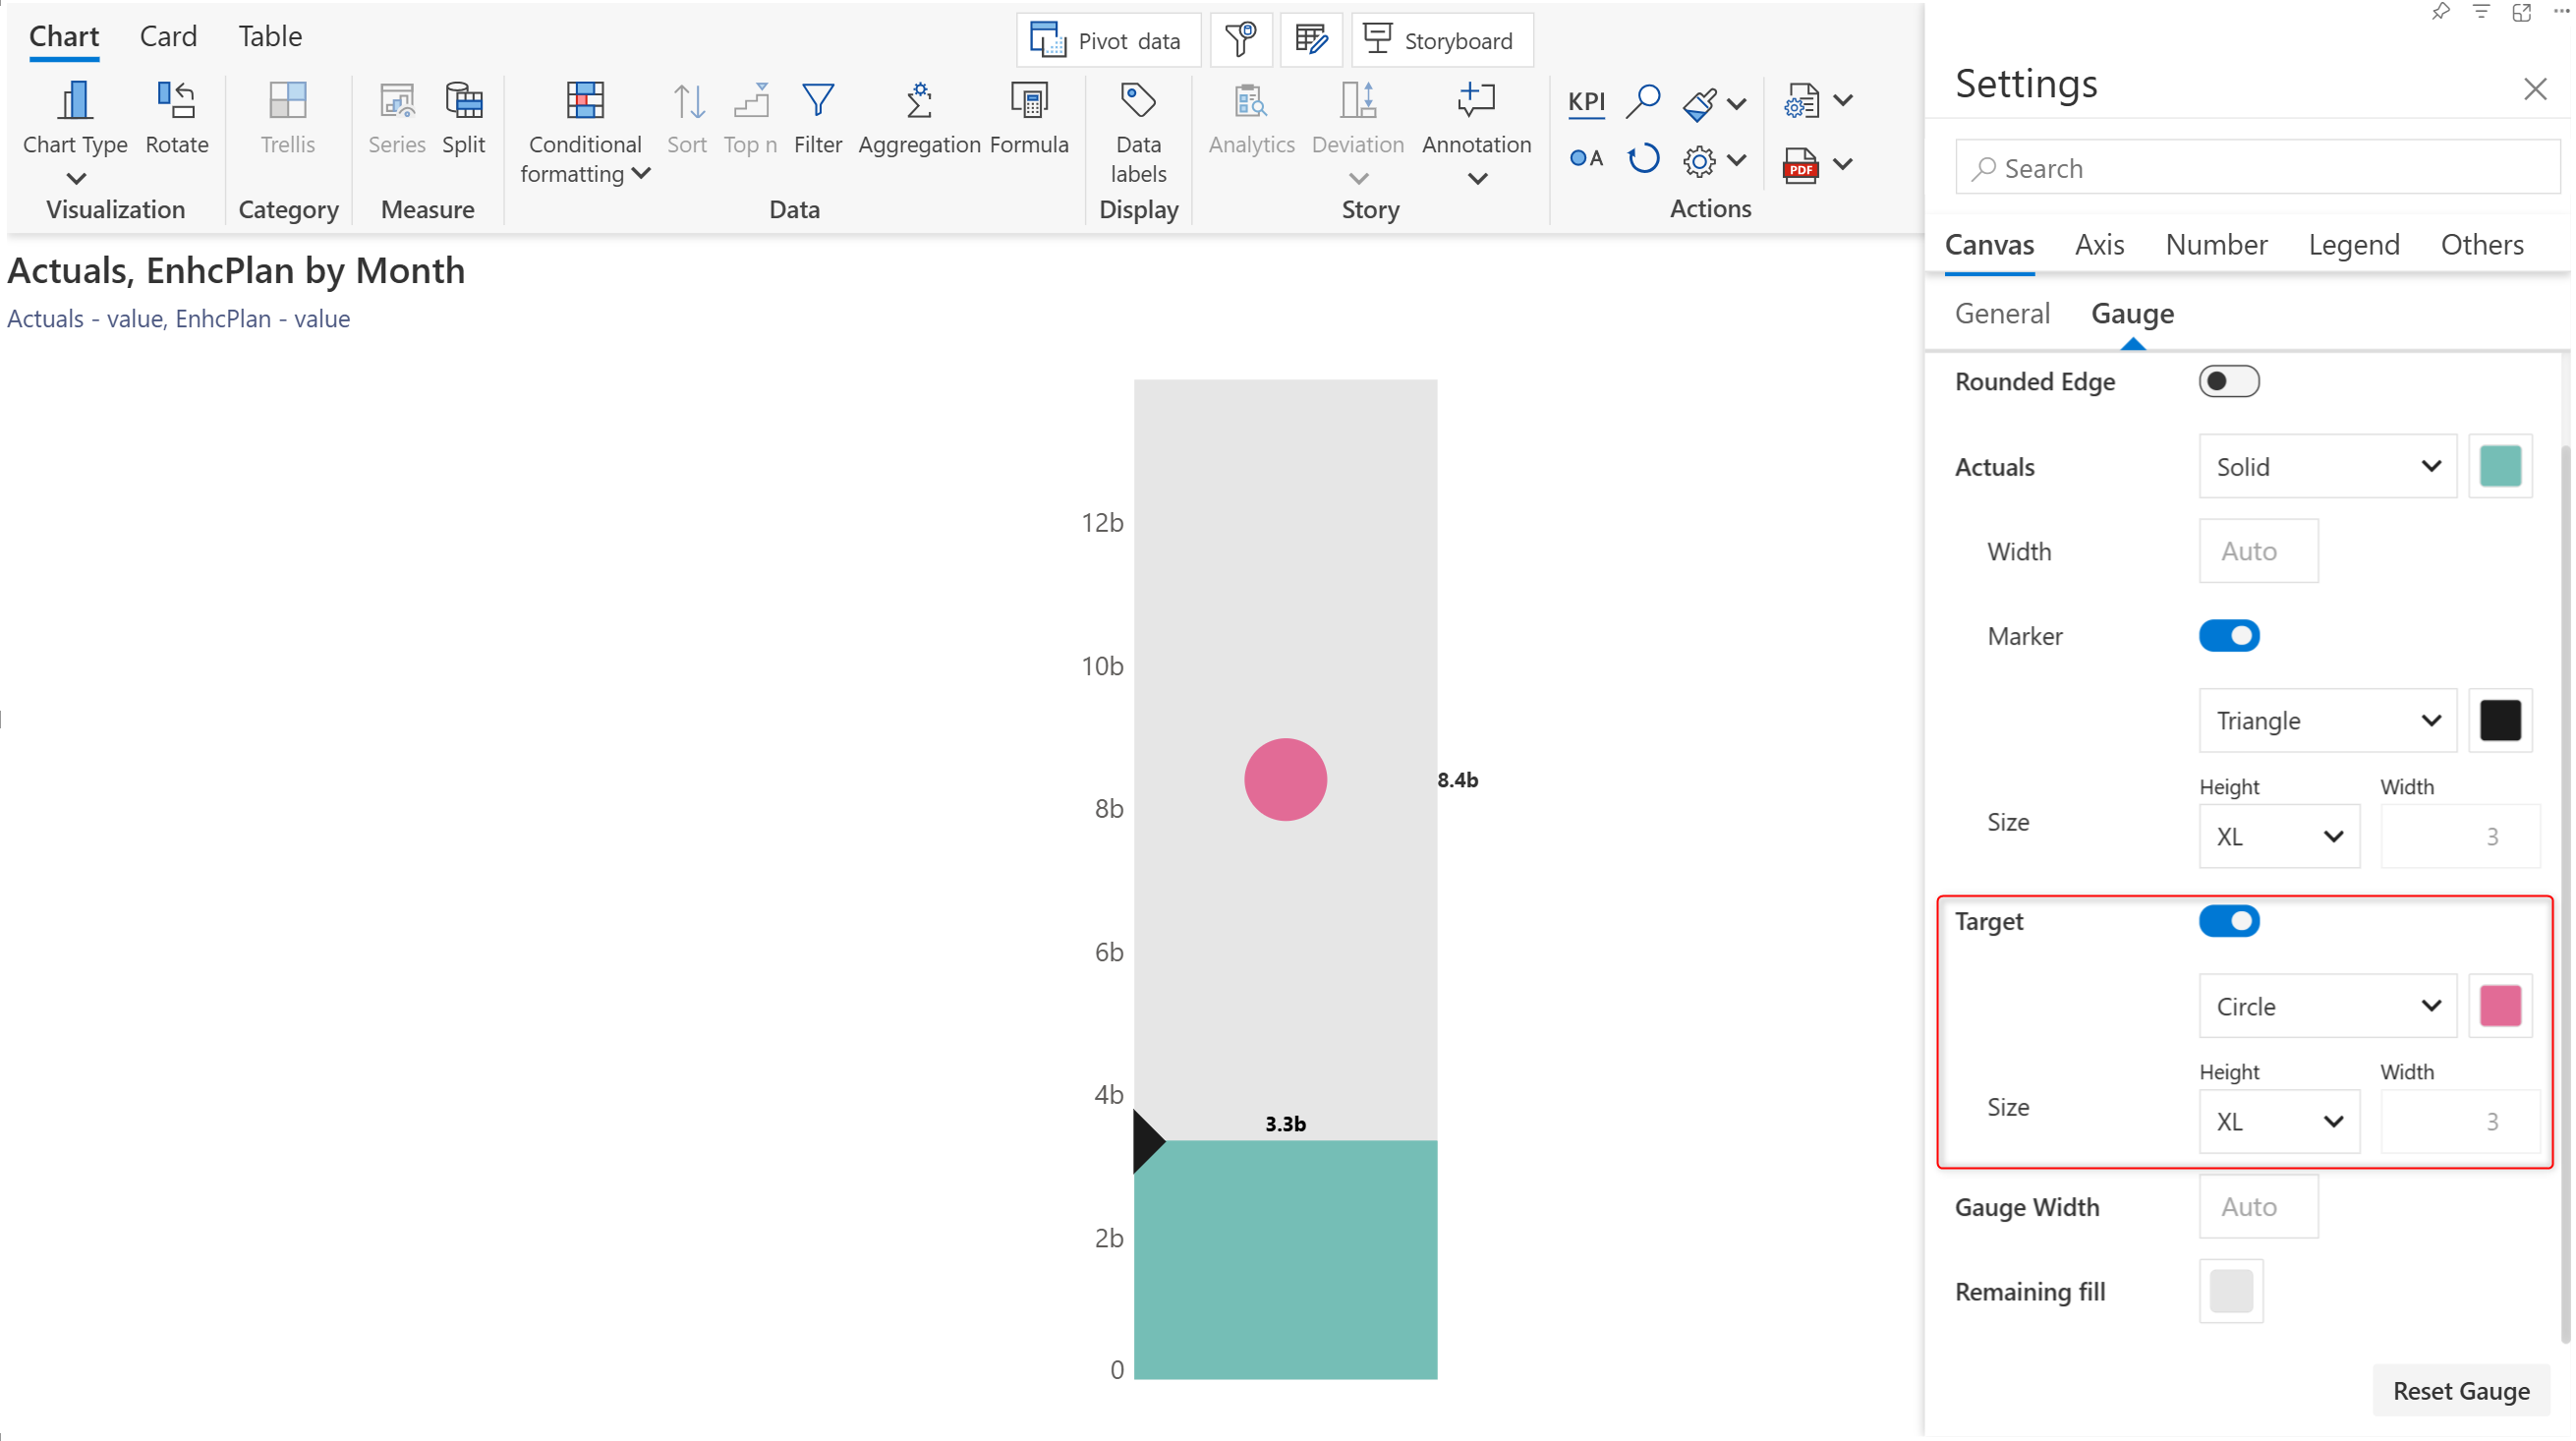 Chart Card Table
Pivot data
Storyboard
Chart Type
Rotate
Visualization
Trellis
Category
Series
Split
Measure
Conditional
formatting
Sort
Top n
Filter
Aggregation
Formula
Data
Data
labels
Display
Analytics
Deviation
Annotation
Story
KPI
A
PDF
Actions
Actuals, EnhcPlan by Month
Actuals - value, EnhcPlan - value
12b
10b
8b
6b
4b
2b
0
8.4b
3.3b
Settings
Search
Canvas Axis Number Legend Others
General Gauge
Rounded Edge
Actuals Solid
Width Auto
Marker
Triangle
Height Width
Size XL 3
Target
Circle
Height Width
Size XL 3
Gauge Width Auto
Remaining fill
Reset Gauge